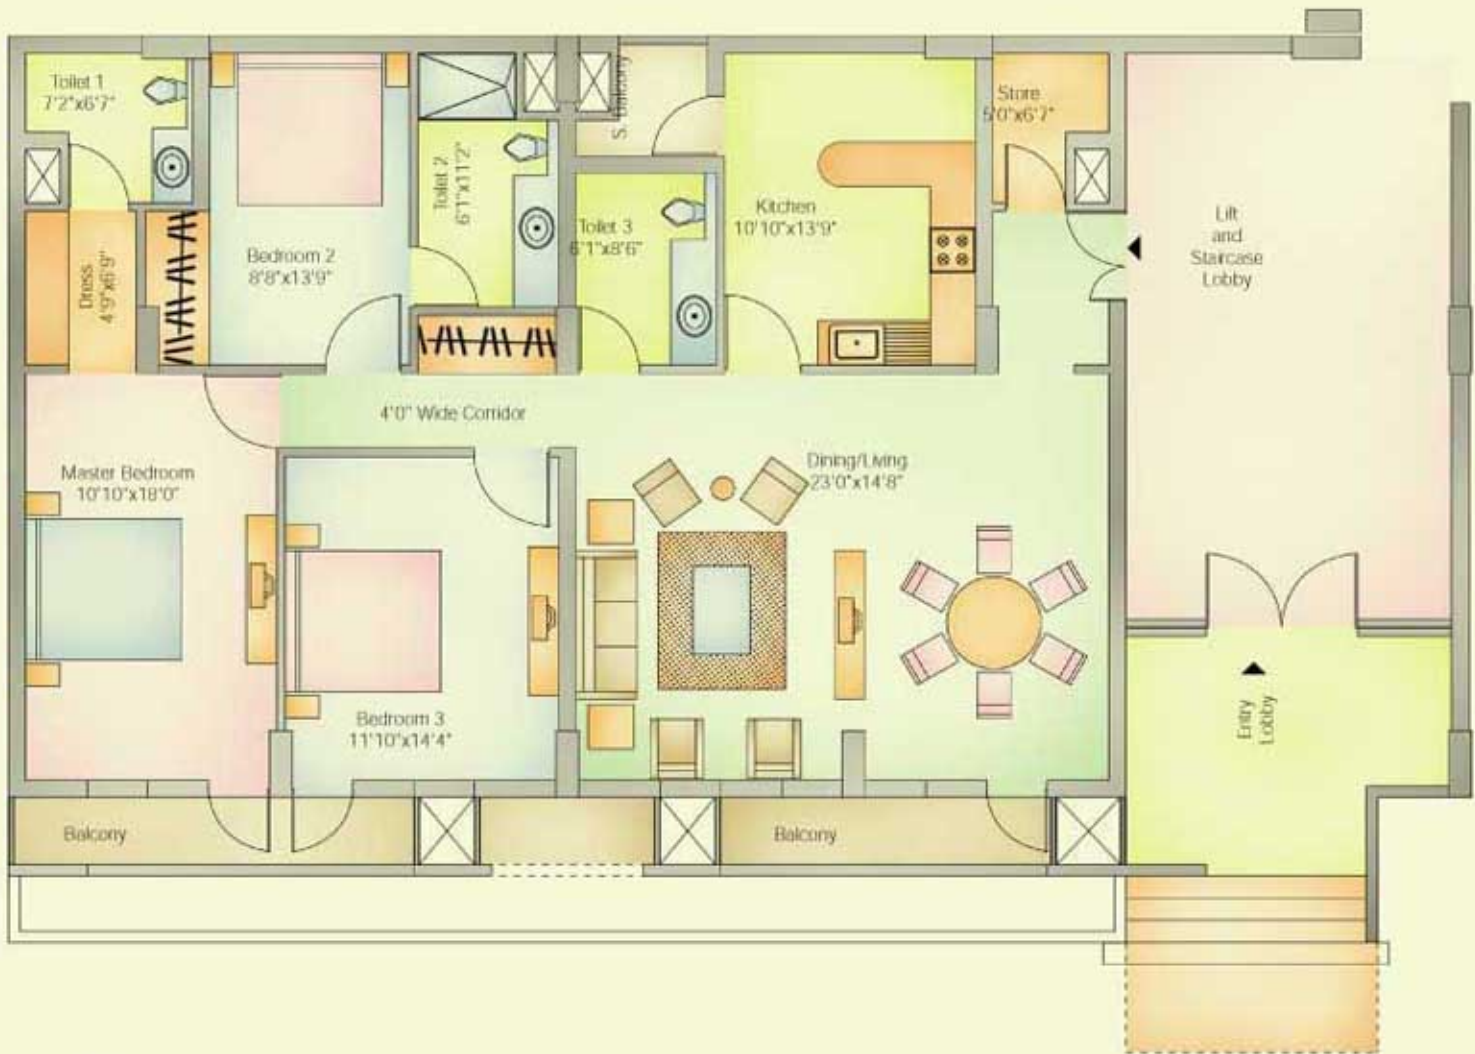 Toilet 1
7'2"x6'7"
S. Balcony
Store
5'0"x6'7"
Toilet 2
6'1"x11'2"
Toilet 3
6'1"x8'6"
Kitchen
10'10"x13'9"
Lift
and
Staircase
Lobby
Dress
4'9"x6'9"
Bedroom 2
8'8"x13'9"
4'0" Wide Corridor
Master Bedroom
10'10"x18'0"
Dining/Living
23'0"x14'8"
Bedroom 3
11'10"x14'4"
Entry
Lobby
Balcony
Balcony